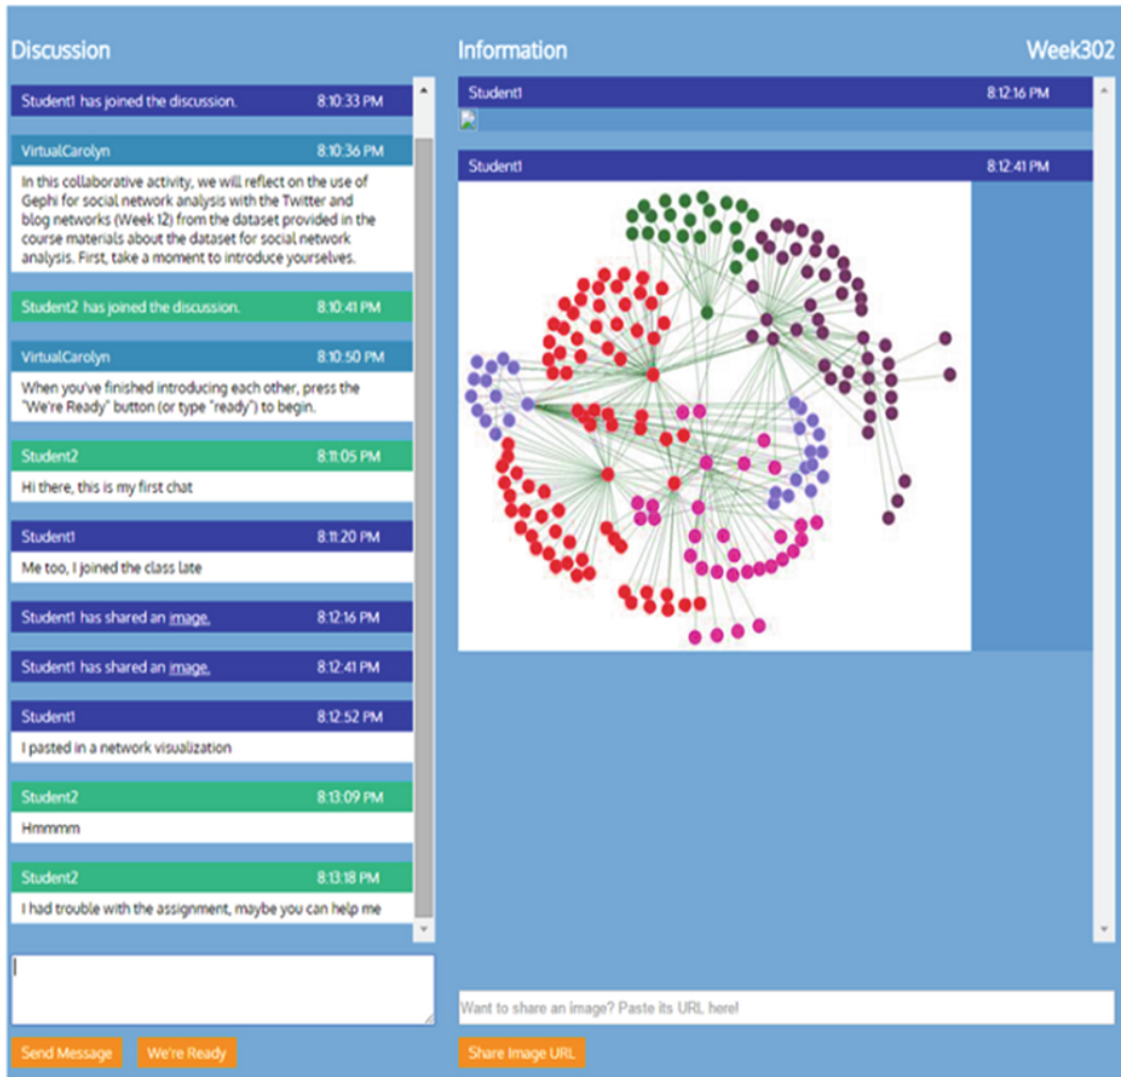 Discussion
Student1 has joined the discussion. 8:10:33 PM
VirtualCarolyn 8:10:36 PM
In this collaborative activity, we will reflect on the use of
Gephi for social network analysis with the Twitter and
blog networks (Week 12) from the dataset provided in the
course materials about the dataset for social network
analysis. First, take a moment to introduce yourselves.
Student2 has joined the discussion. 8:10:41 PM
VirtualCarolyn 8:10:50 PM
When you've finished introducing each other, press the
"We're Ready" button (or type "ready") to begin.
Student2 8:11:05 PM
Hi there, this is my first chat
Student1 8:11:20 PM
Me too, I joined the class late
Student1 has shared an image. 8:12:16 PM
Student1 has shared an image. 8:12:41 PM
Student1 8:12:52 PM
I pasted in a network visualization
Student2 8:13:09 PM
Hmmmm
Student2 8:13:18 PM
I had trouble with the assignment, maybe you can help me
Send Message We're Ready
Information Week302
Student1 8:12:16 PM
Student1 8:12:41 PM
Want to share an image? Paste its URL here!
Share Image URL